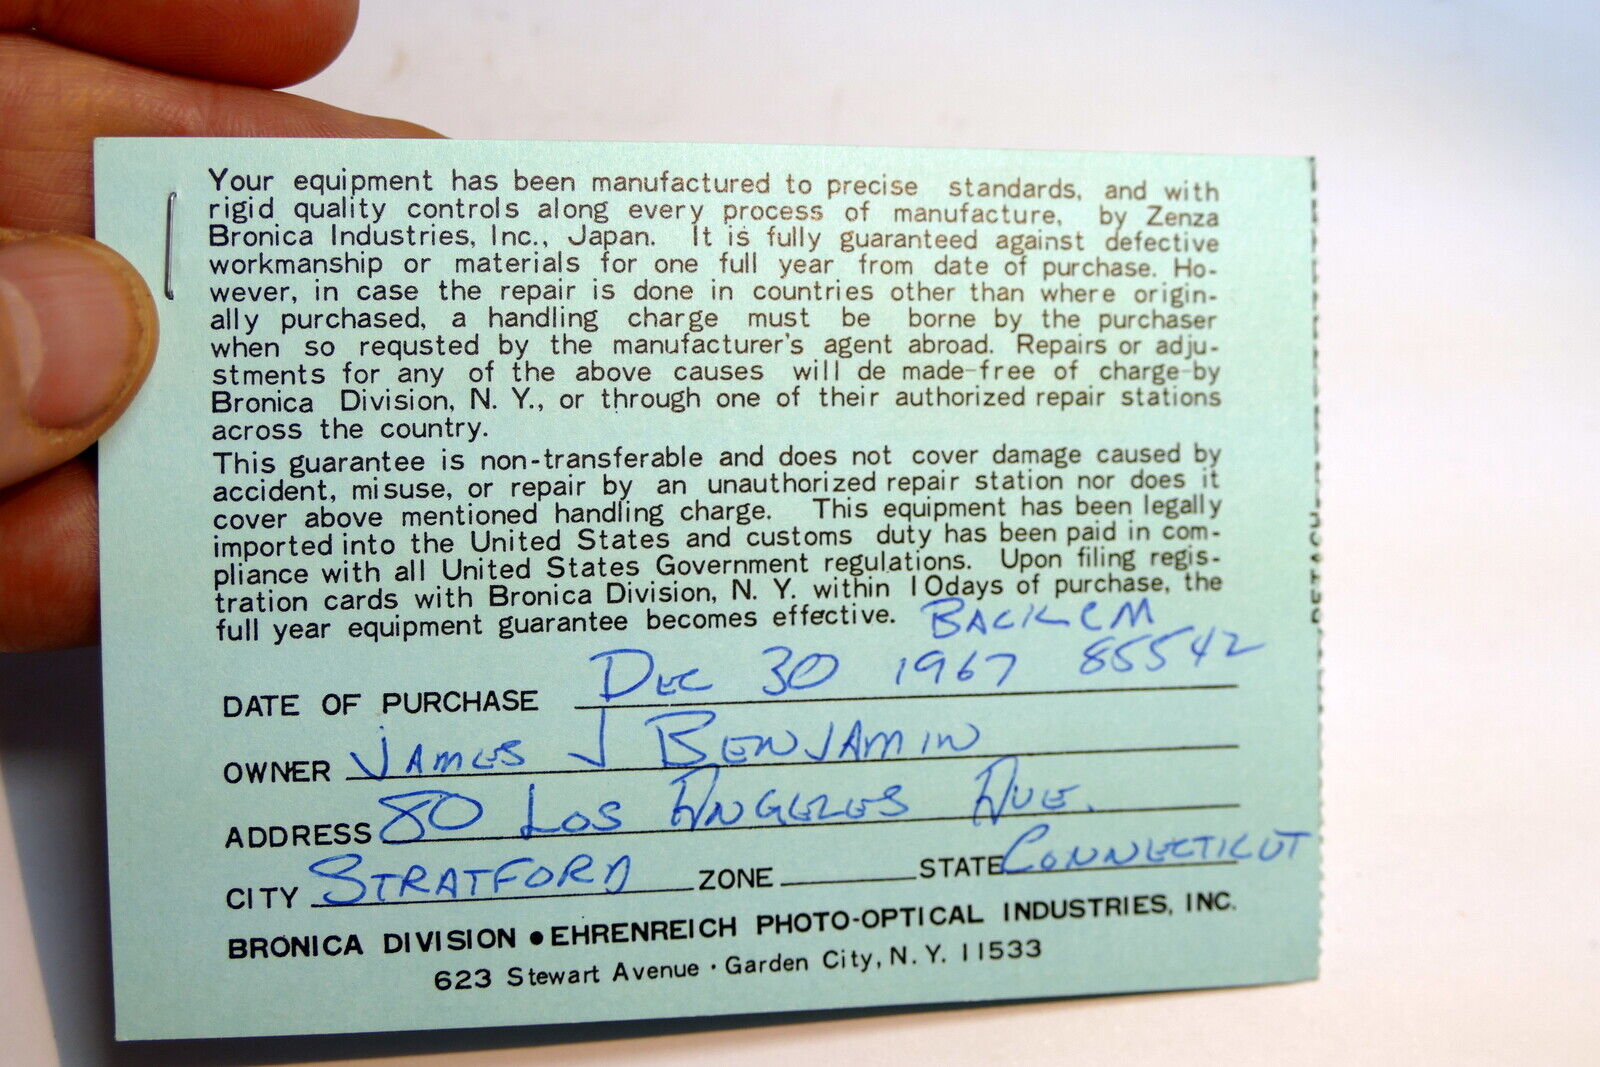 Your equipment has been manufactured to precise standards, and with
rigid quality controls along every process of manufacture, by Zenza
Bronica Industries, Inc., Japan. It is fully guaranteed against defective
workmanship or materials for one full year from date of purchase. Ho-
wever, in case the repair is done in countries other than where origin-
ally purchased, a handling charge must be borne by the purchaser
when so requsted by the manufacturer's agent abroad. Repairs or adju-
stments for any of the above causes will de made-free of charge-by
Bronica Division, N. Y., or through one of their authorized repair stations
across the country.
This guarantee is non-transferable and does not cover damage caused by
accident, misuse, or repair by an unauthorized repair station nor does it
cover above mentioned handling charge. This equipment has been legally
imported into the United States and customs duty has been paid in com-
pliance with all United States Government regulations. Upon filing regis-
tration cards with Bronica Division, N. Y. within 10days of purchase, the
full year equipment guarantee becomes effective. BACK CM
DATE OF PURCHASE DEC 30 1967 85542
OWNER JAMES J BENJAMIN
ADDRESS 80 LOS ANGELES AVE.
CITY STRATFORD ZONE STATE CONNECTICUT
BRONICA DIVISION • EHRENREICH PHOTO-OPTICAL INDUSTRIES, INC.
623 Stewart Avenue · Garden City, N. Y. 11533